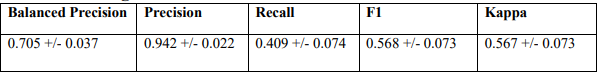 Balanced Precision Precision Recall F1 Kappa
0.705 +/- 0.037 0.942 +/- 0.022 0.409 +/- 0.074 0.568 +/- 0.073 0.567 +/- 0.073